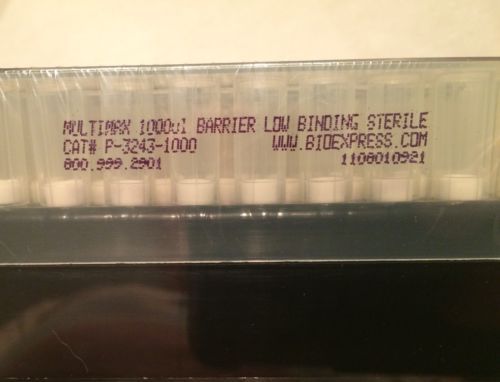 MULTIMAX 1000ul BARRIER LOW BINDING STERILE
CAT# P-3243-1000 WWW.BIOEXPRESS.COM
800.999.2901 1108010921